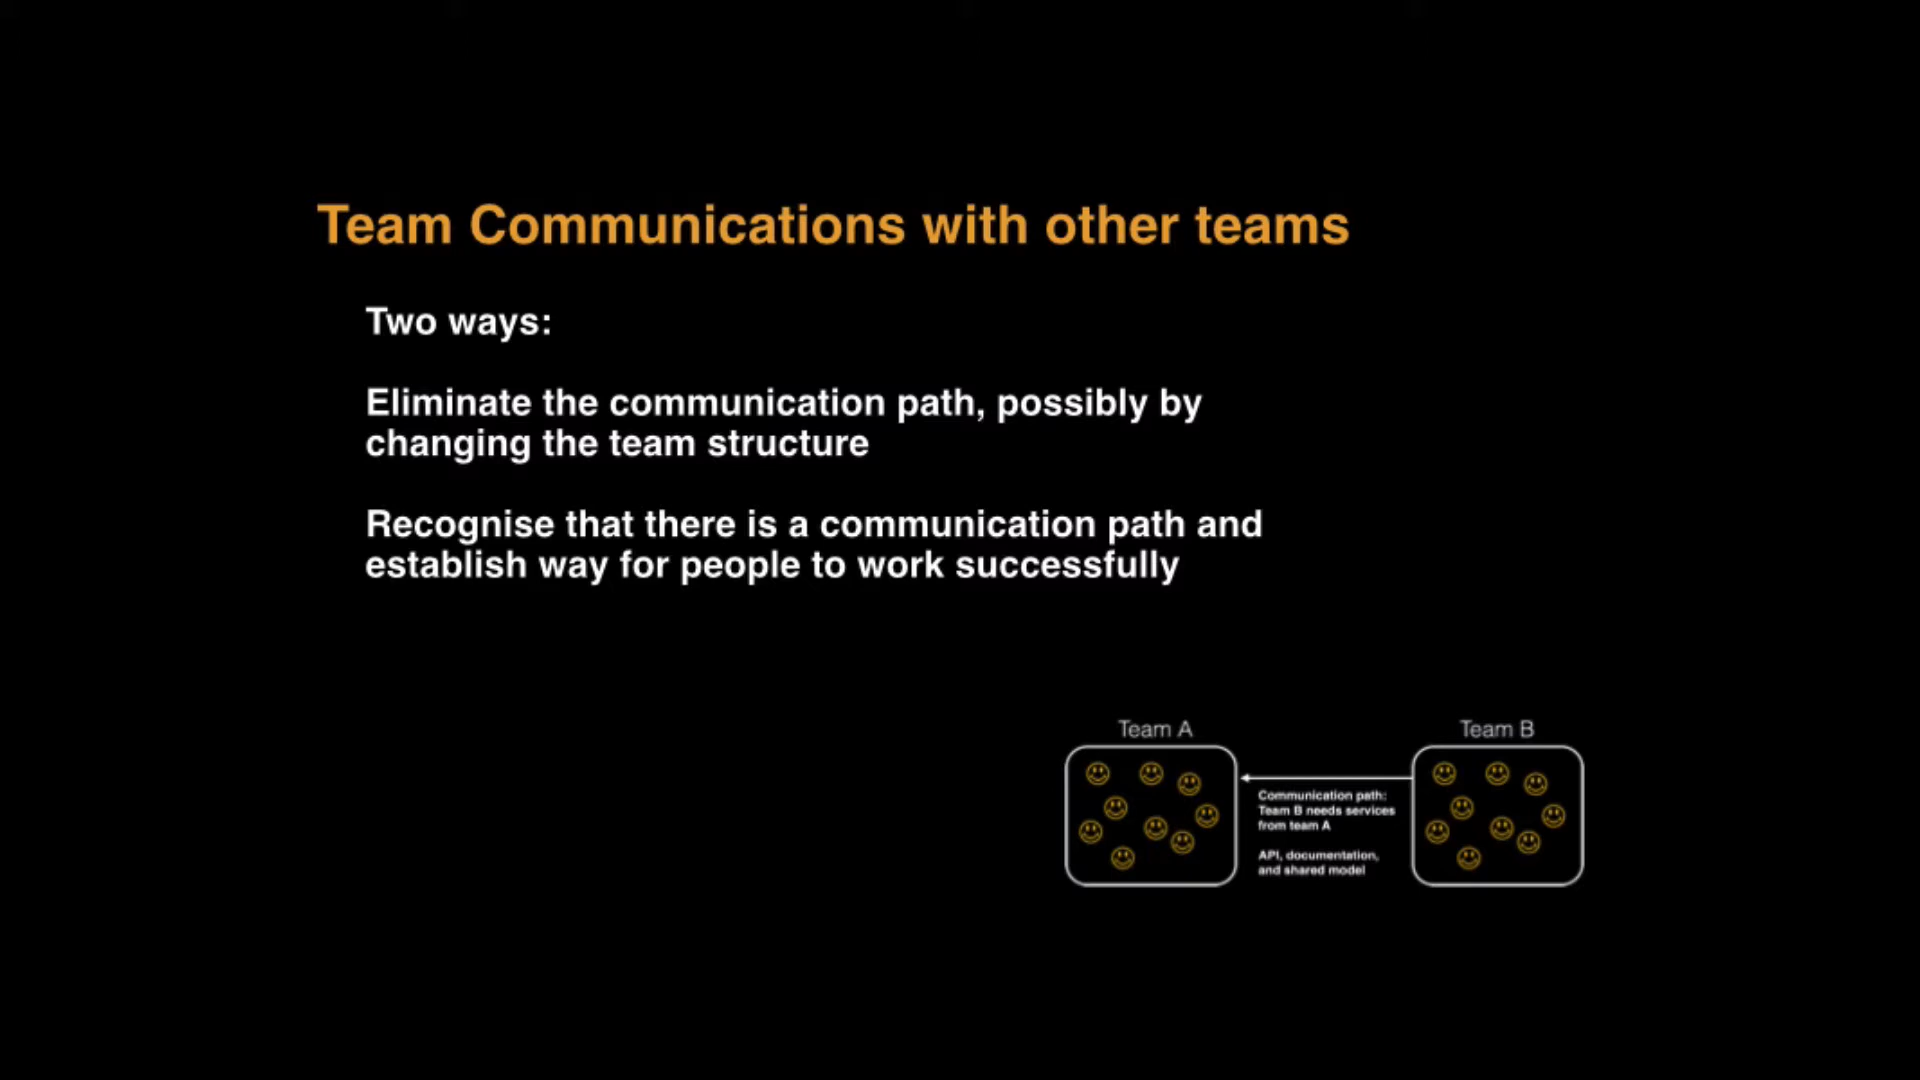 Team Communications with other teams
Two ways:
Eliminate the communication path, possibly by
changing the team structure
Recognise that there is a communication path and
establish way for people to work successfully
Team A
Team B
Communication path:
Team B needs services
from team A
API, documentation,
and shared model